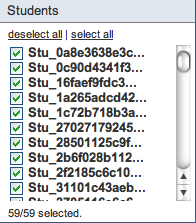 Students
deselect all | select all
Stu_0a8e3638e3c...
Stu_0c90d4341f3...
Stu_16faef9fdc3...
Stu_1a265adcd42...
Stu_1c72b718b3a...
Stu_27027179245...
Stu_28501125c9f...
Stu_2b6f028b112...
Stu_2f2185c6c10...
Stu_31101c43aeb...
59/59 selected.